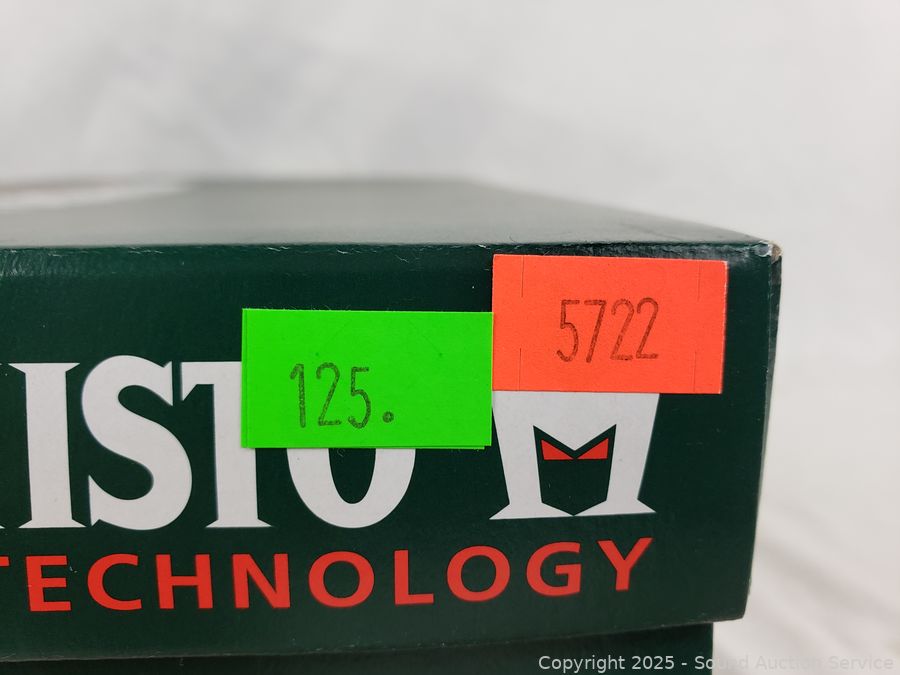 5722
125.
ISTO
TECHNOLOGY
Copyright 2025 - Sound Auction Service